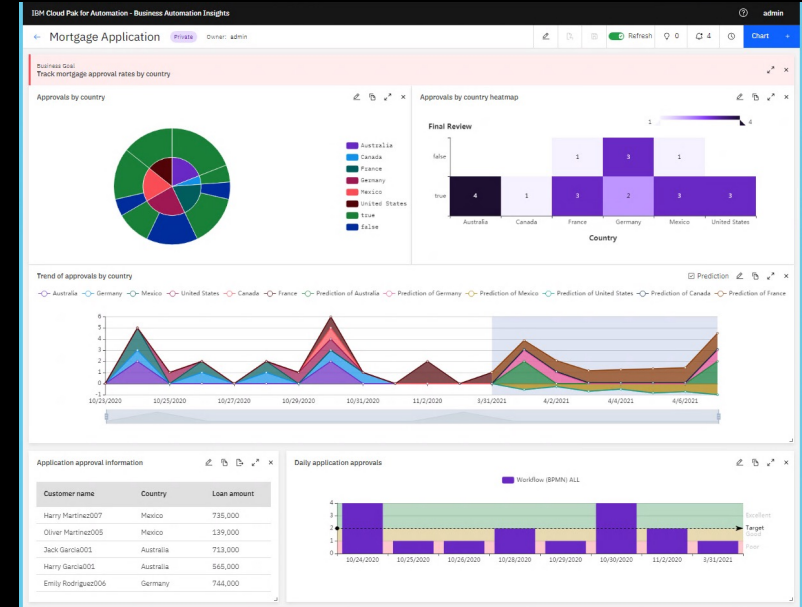 IBM Cloud Pak for Automation - Business Automation Insights
admin
Mortgage Application
Private
Owner: admin
Refresh
0
4
Chart +
Business Goal
Track mortgage approval rates by country
Approvals by country
Australia
Canada
France
Germany
Mexico
United States
true
false
Approvals by country heatmap
1 4
Final Review
false 1 3 1
true 4 1 3 2 3 3
Australia Canada France Germany Mexico United States
Country
Trend of approvals by country
Prediction
Australia Germany Mexico United States Canada France Prediction of Australia Prediction of Germany Prediction of Mexico Prediction of United States Prediction of Canada Prediction of France
6
5
4
3
2
1
0
-1
10/23/2020 10/25/2020 10/27/2020 10/29/2020 10/31/2020 11/2/2020 3/31/2021 4/2/2021 4/4/2021 4/6/2021
Application approval information
Customer name Country Loan amount
Harry Martinez007 Mexico 735,000
Oliver Martinez005 Mexico 139,000
Jack Garcia001 Australia 713,000
Harry Garcia001 Australia 565,000
Emily Rodriguez006 Germany 744,000
Daily application approvals
Workflow (BPMN) ALL
4
3
2
1
0
Excellent
Target
Good
Poor
10/24/2020 10/25/2020 10/26/2020 10/28/2020 10/29/2020 10/30/2020 11/2/2020 3/31/2021